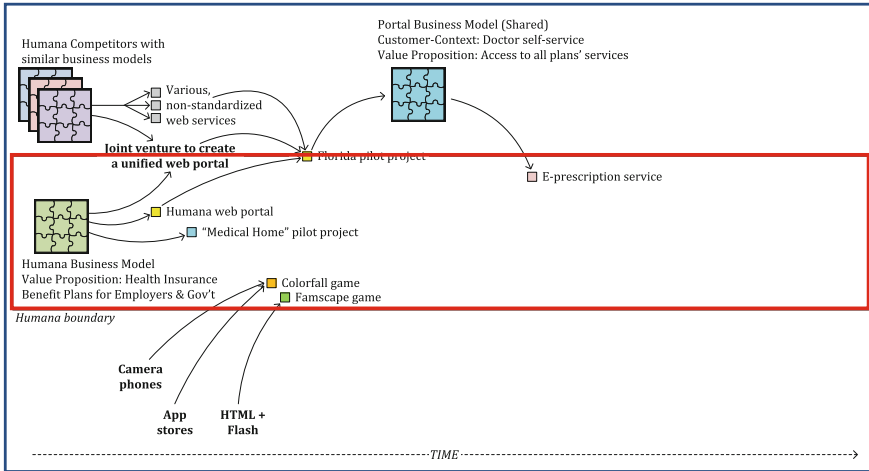 Portal Business Model (Shared)
Customer-Context: Doctor self-service
Value Proposition: Access to all plans’ services
Humana Competitors with
similar business models
Various,
non-standardized
web services
Joint venture to create
a unified web portal
Florida pilot project
E-prescription service
Humana web portal
“Medical Home” pilot project
Humana Business Model
Value Proposition: Health Insurance
Benefit Plans for Employers & Gov’t
Colorfall game
Famscape game
Humana boundary
Camera
phones
App
stores
HTML +
Flash
TIME